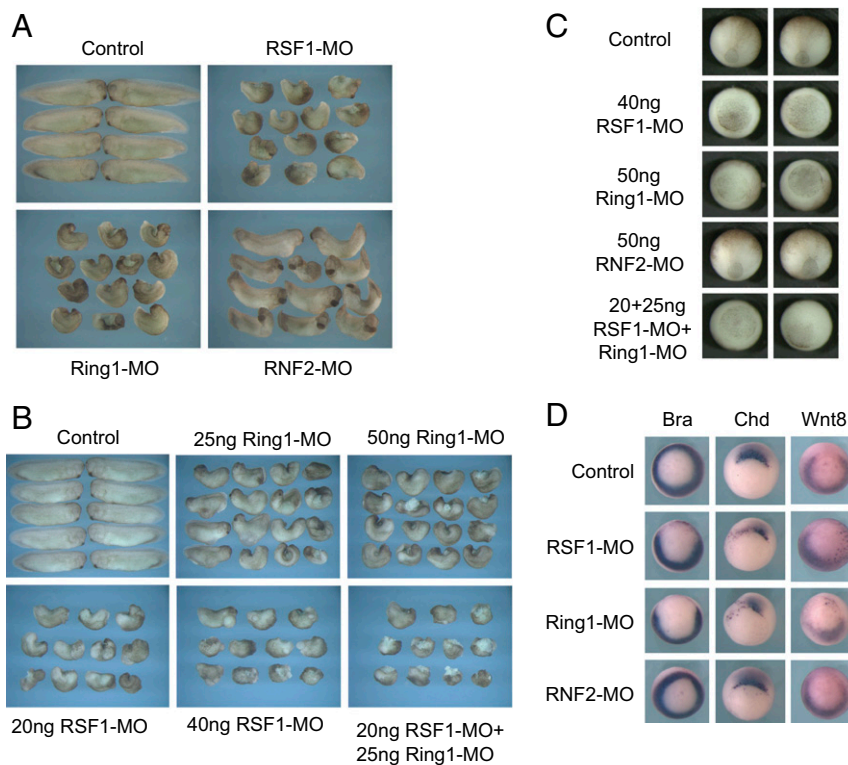 A
Control
RSF1-MO
Ring1-MO
RNF2-MO
B
Control
25ng Ring1-MO
50ng Ring1-MO
20ng RSF1-MO
40ng RSF1-MO
20ng RSF1-MO+
25ng Ring1-MO
C
Control
40ng
RSF1-MO
50ng
Ring1-MO
50ng
RNF2-MO
20+25ng
RSF1-MO+
Ring1-MO
D
Bra
Chd
Wnt8
Control
RSF1-MO
Ring1-MO
RNF2-MO